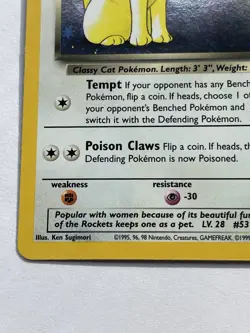 Classy Cat Pokémon. Length: 3' 3", Weight:
Tempt If your opponent has any Bench
Pokémon, flip a coin. If heads, choose 1 of
your opponent's Benched Pokémon and
switch it with the Defending Pokémon.
Poison Claws Flip a coin. If heads, th
Defending Pokémon is now Poisoned.
weakness resistance
-30
Popular with women because of its beautiful fur
of the Rockets keeps one as a pet. LV. 28 #53
Illus. Ken Sugimori ©1995, 96, 98 Nintendo, Creatures, GAMEFREAK. ©1999